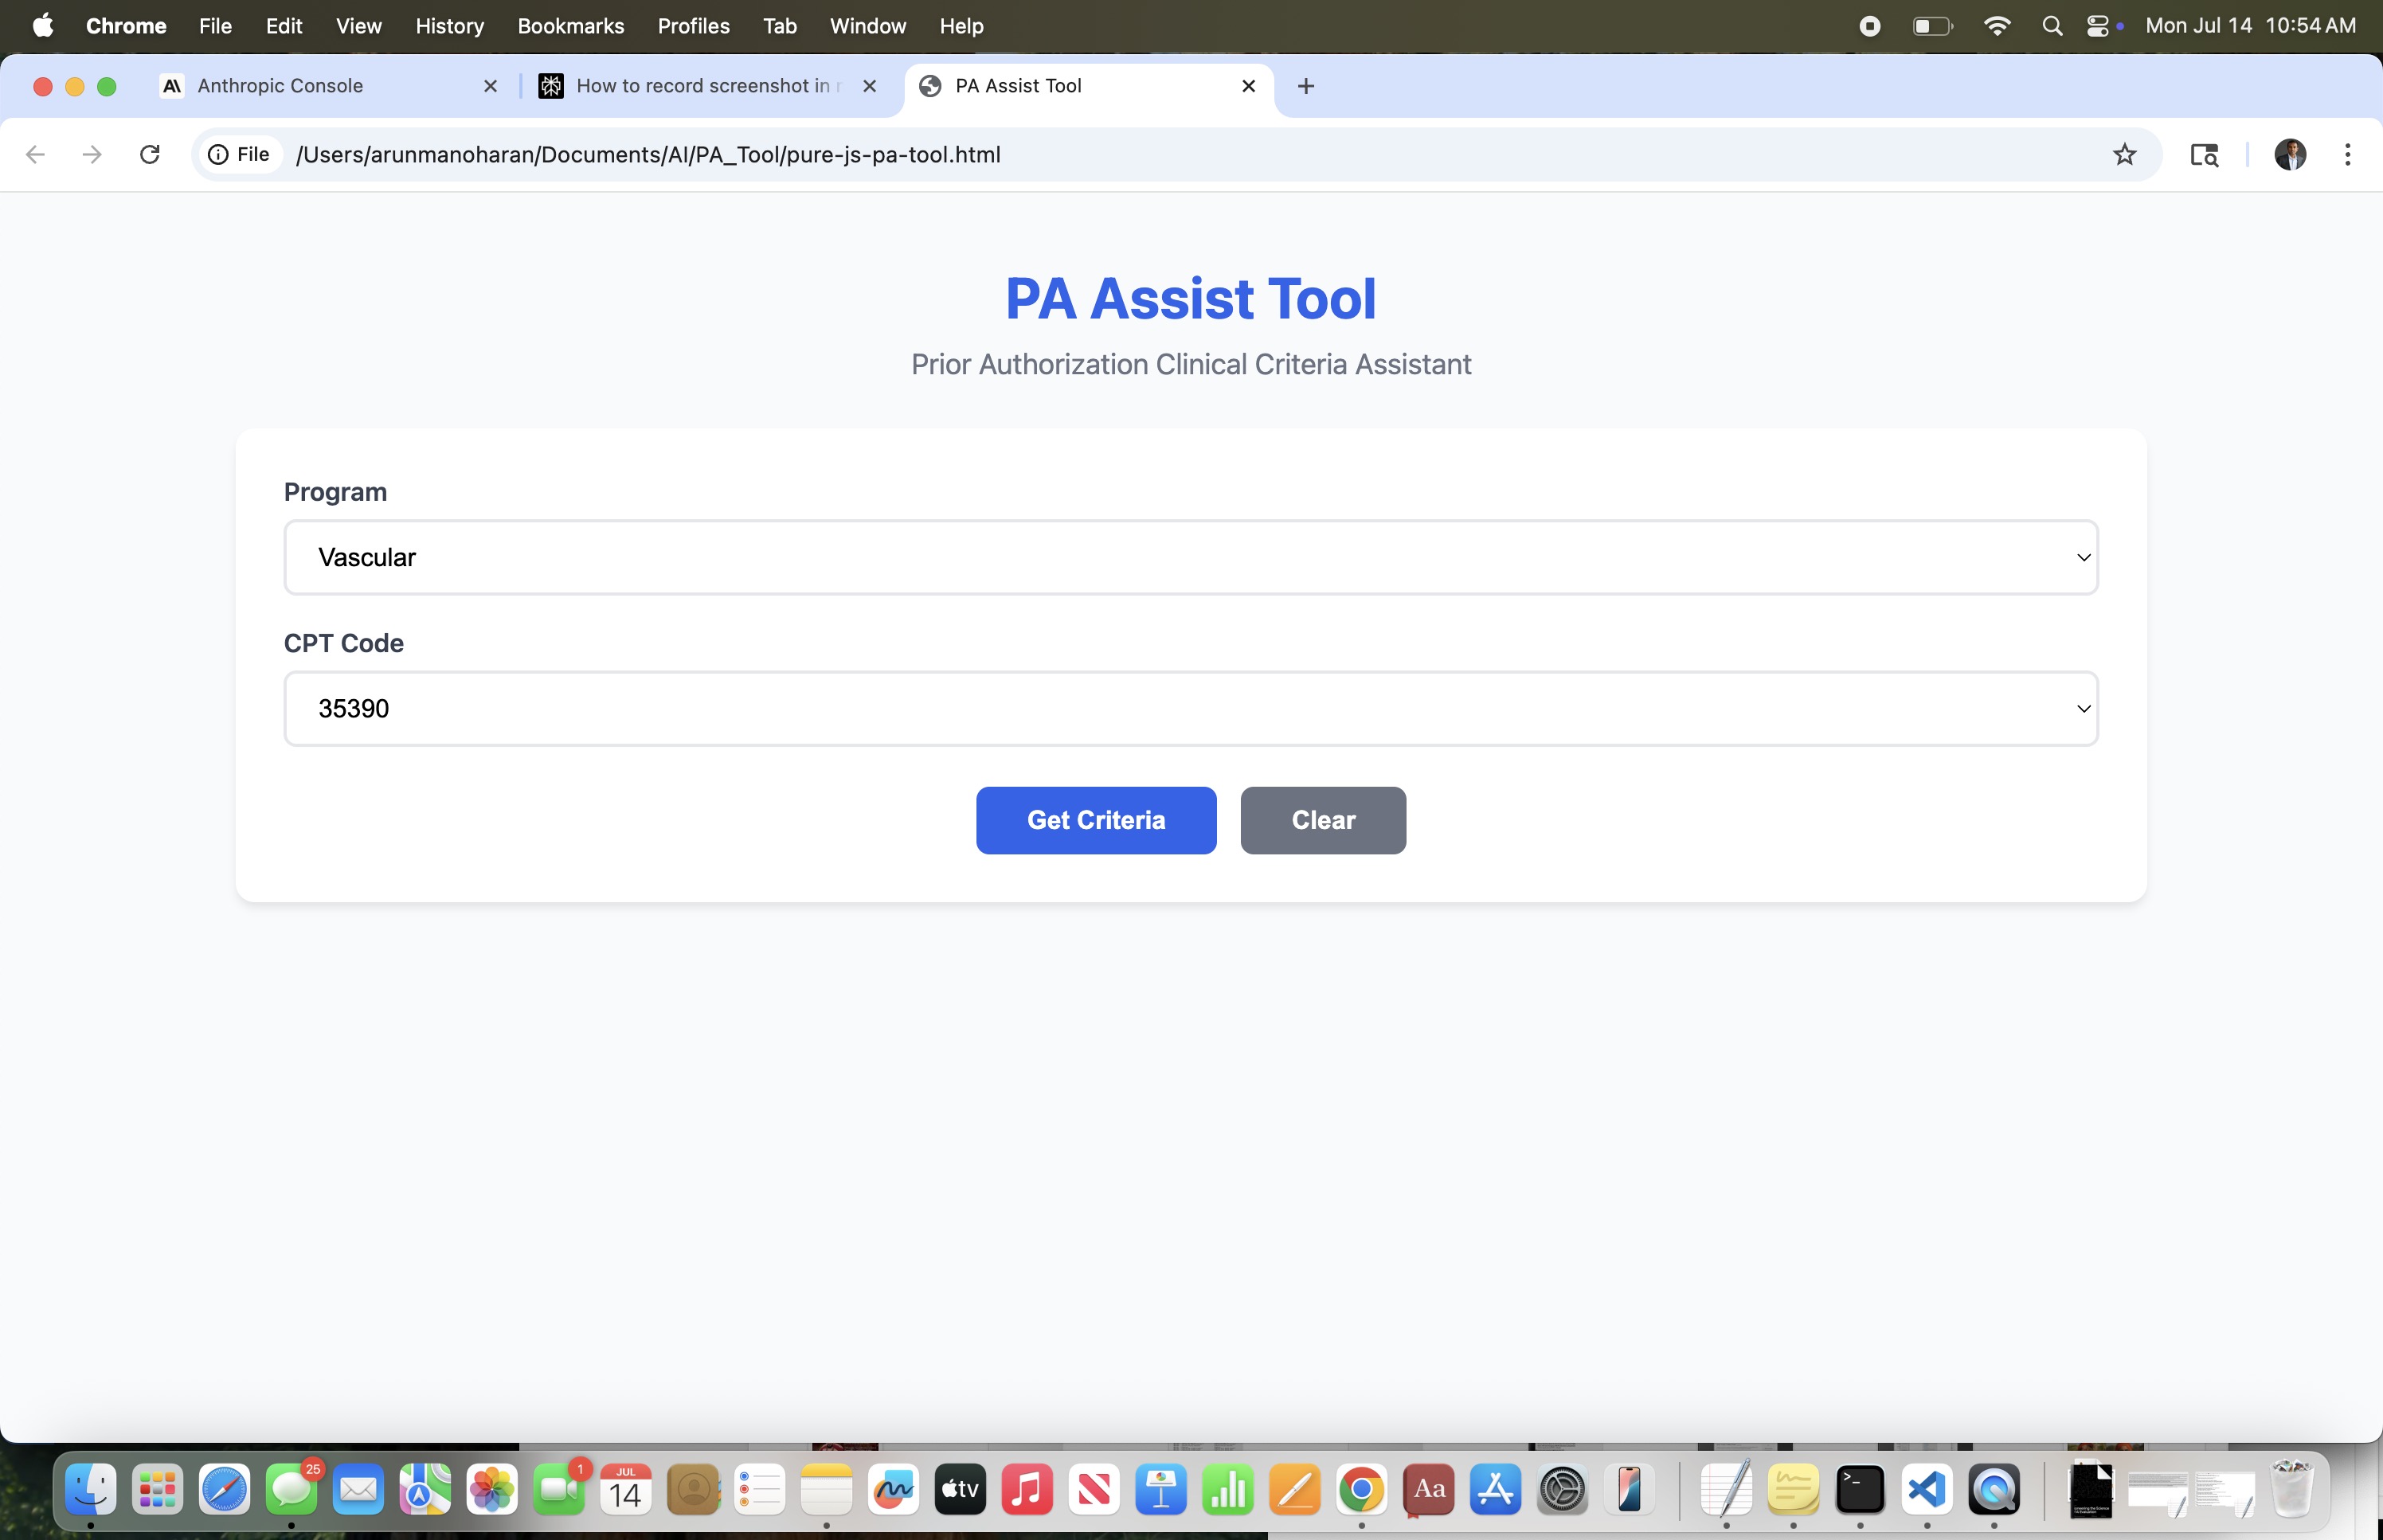 Chrome File Edit View History Bookmarks Profiles Tab Window Help Mon Jul 14 10:54 AM
Anthropic Console How to record screenshot in PA Assist Tool
File /Users/arunmanoharan/Documents/AI/PA_Tool/pure-js-pa-tool.html
PA Assist Tool
Prior Authorization Clinical Criteria Assistant
Program
Vascular
CPT Code
35390
Get Criteria Clear
25 1 JUL 14 tv Aa